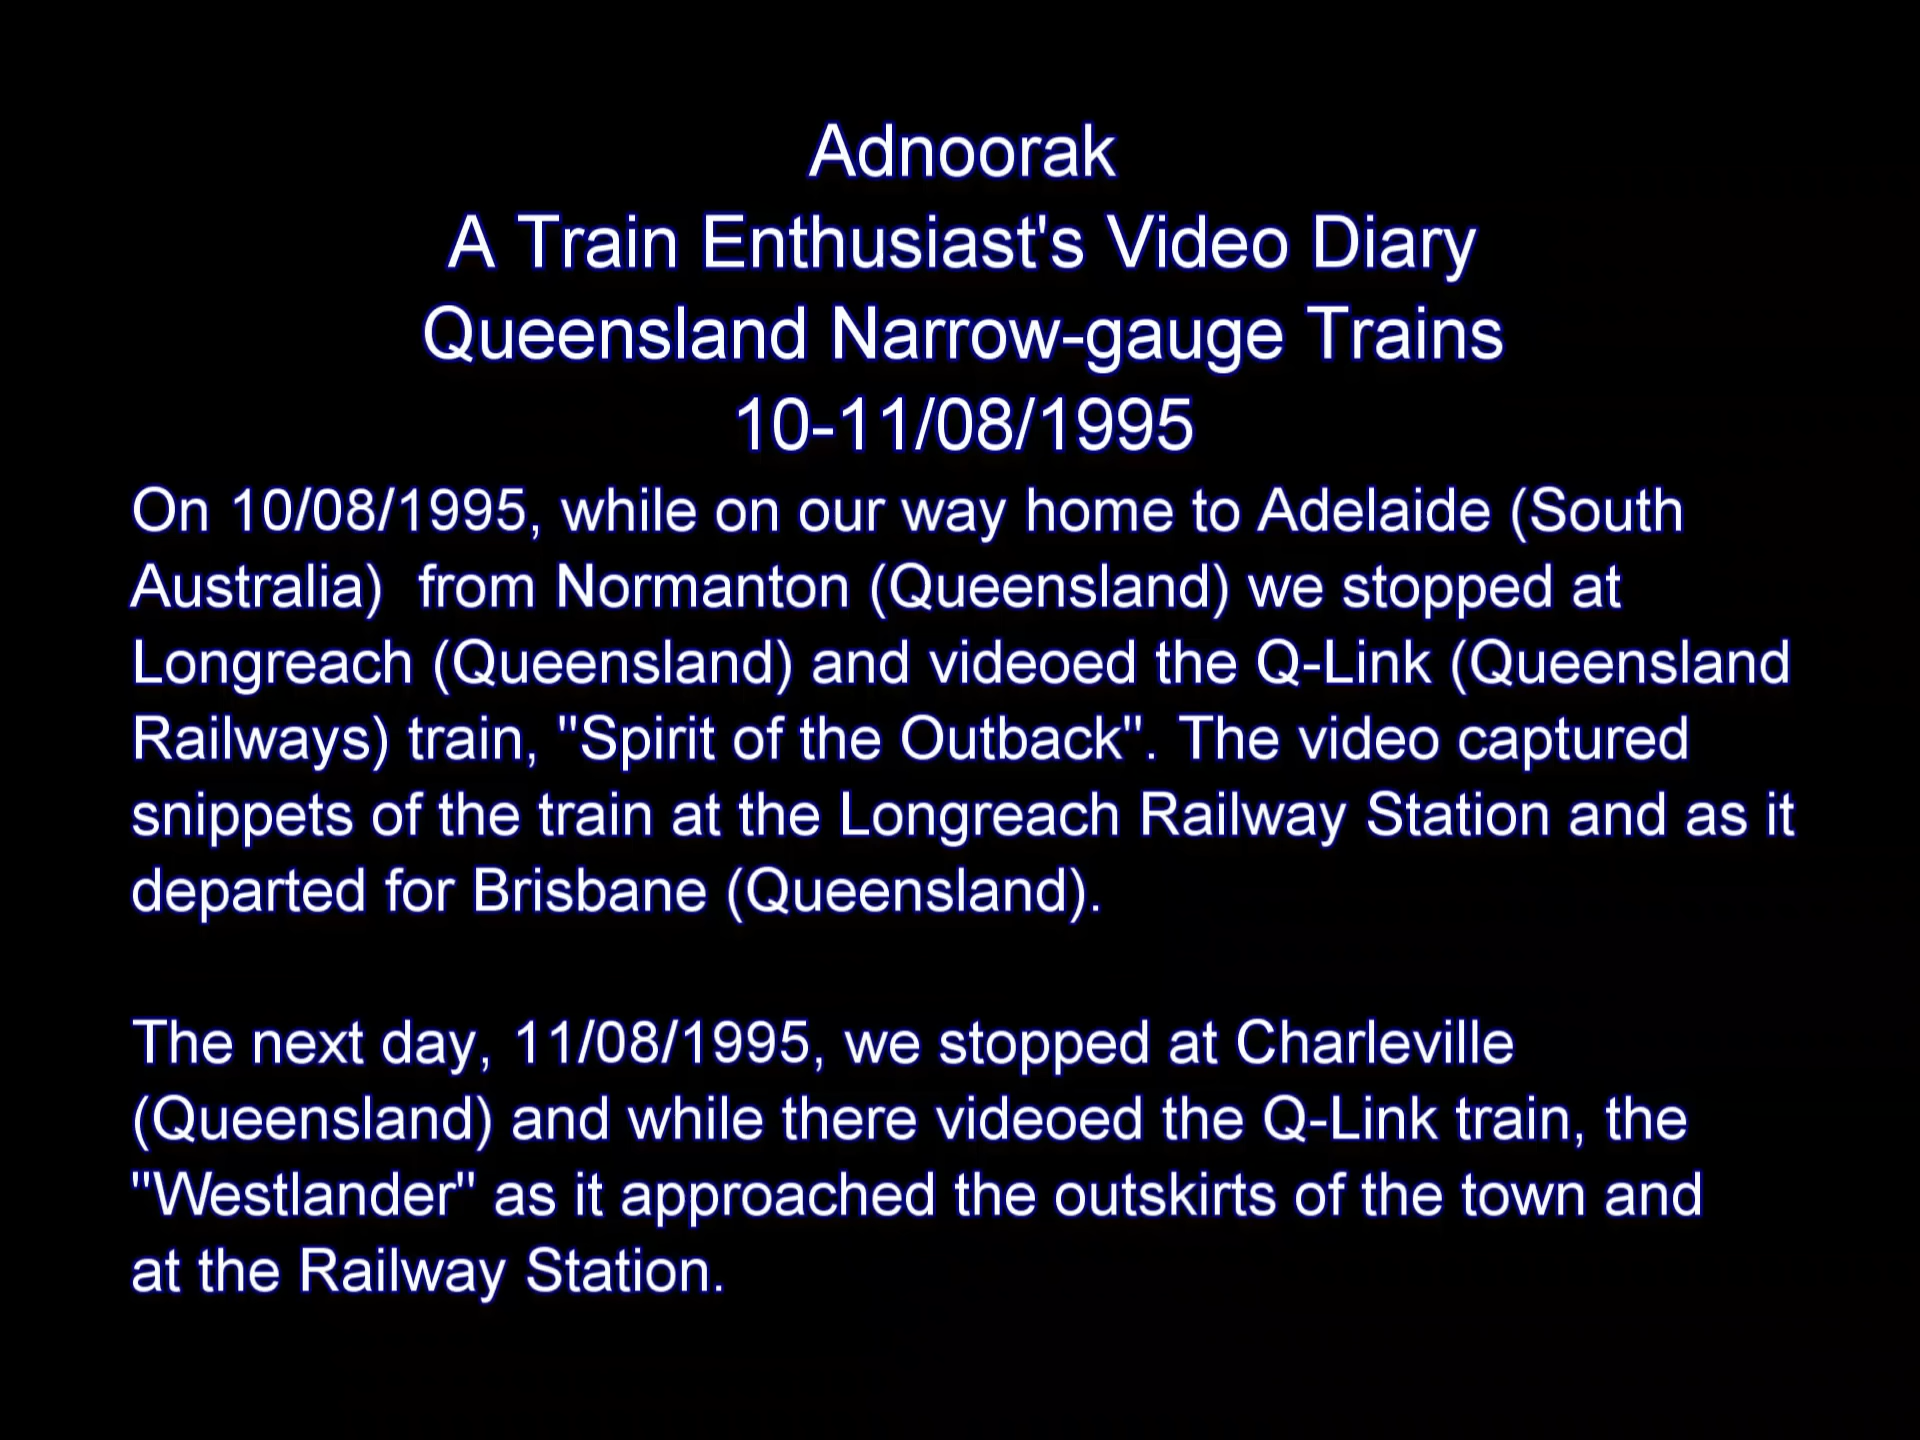 Adnoorak
A Train Enthusiast's Video Diary
Queensland Narrow-gauge Trains
10-11/08/1995
On 10/08/1995, while on our way home to Adelaide (South
Australia)  from Normanton (Queensland) we stopped at
Longreach (Queensland) and videoed the Q-Link (Queensland
Railways) train, "Spirit of the Outback". The video captured
snippets of the train at the Longreach Railway Station and as it
departed for Brisbane (Queensland).
The next day, 11/08/1995, we stopped at Charleville
(Queensland) and while there videoed the Q-Link train, the
"Westlander" as it approached the outskirts of the town and
at the Railway Station.